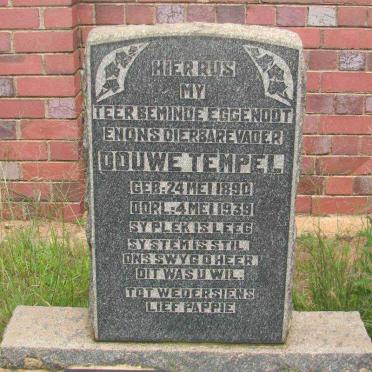 HIER RUS
MY
TEER BEMINDE EGGENOOT
EN ONS DIERBARE VADER
DOUWE TEMPEL
GEB: 24 MEI 1890
OORL: 4 MEI 1939
SY PLEK IS LEEG
SY STEM IS STIL
ONS SWYG O HEER
DIT WAS U WIL.
TOT WEDERSIENS
LIEF PAPPIE